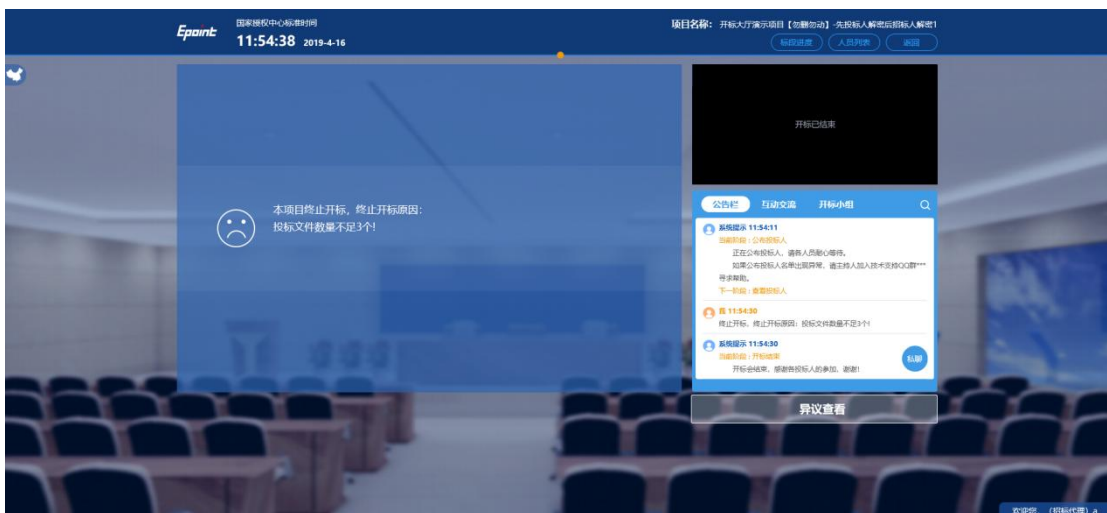 Epoint
国家授权中心标准时间
11:54:38 2019-4-16
项目名称: 开标大厅演示项目【勿删勿动】-先投标人解密后招标人解密1
标段进度 人员列表 返回
本项目终止开标，终止开标原因：
投标文件数量不足3个!
开标已结束
公告栏 互动交流 开标小组
系统提示 11:54:11
当前阶段：公布投标人
正在公布投标人，请各人员耐心等待。
如果公布投标人名单出现异常，请主持人加入技术支持QQ群***
寻求帮助。
下一阶段：查看投标人
我 11:54:30
终止开标，终止开标原因：投标文件数量不足3个!
系统提示 11:54:30
当前阶段：开标结束
开标会结束，感谢各投标人的参加，谢谢!
私聊
异议查看
欢迎您，（招标代理）a